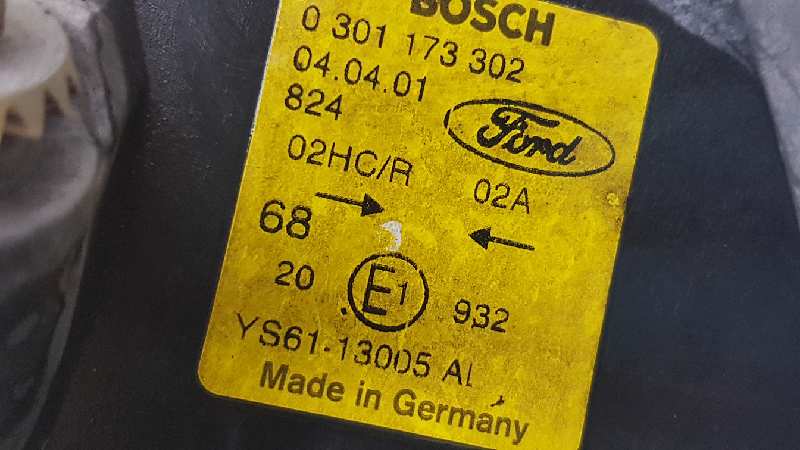 BOSCH
0 301 173 302
04.04.01
824
Ford
02HC/R
02A
68
20
E1
932
YS61-13005
Made in Germany